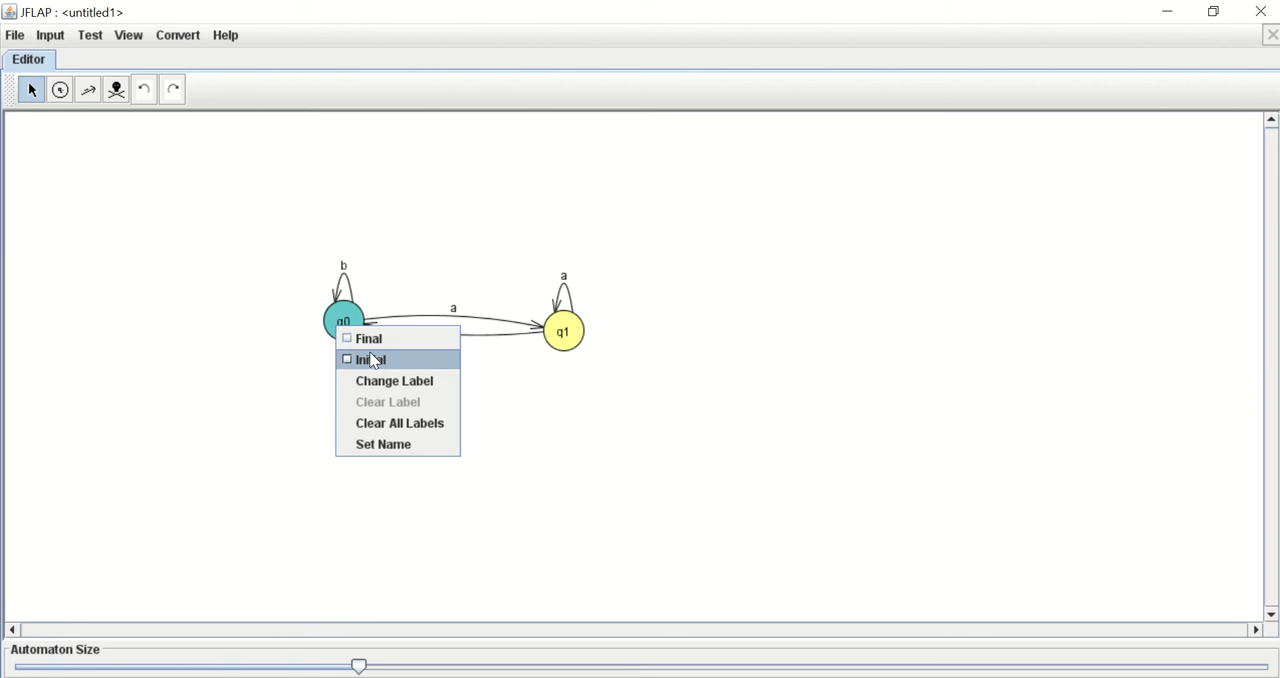 JFLAP : <untitled1>
File Input Test View Convert Help
Editor
b
a
a
q0
q1
Final
Change Label
Clear Label
Clear All Labels
Set Name
Automaton Size